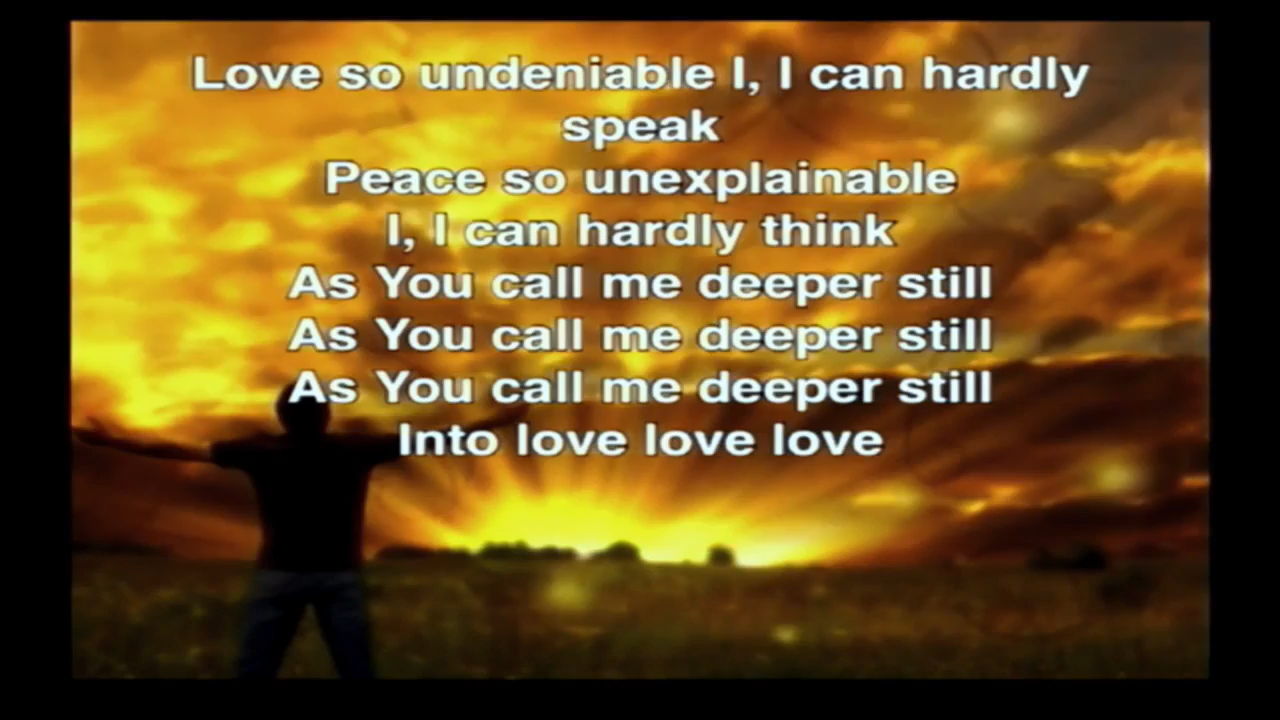 Love so undeniable I, I can hardly
speak
Peace so unexplainable
I, I can hardly think
As You call me deeper still
As You call me deeper still
As You call me deeper still
Into love love love